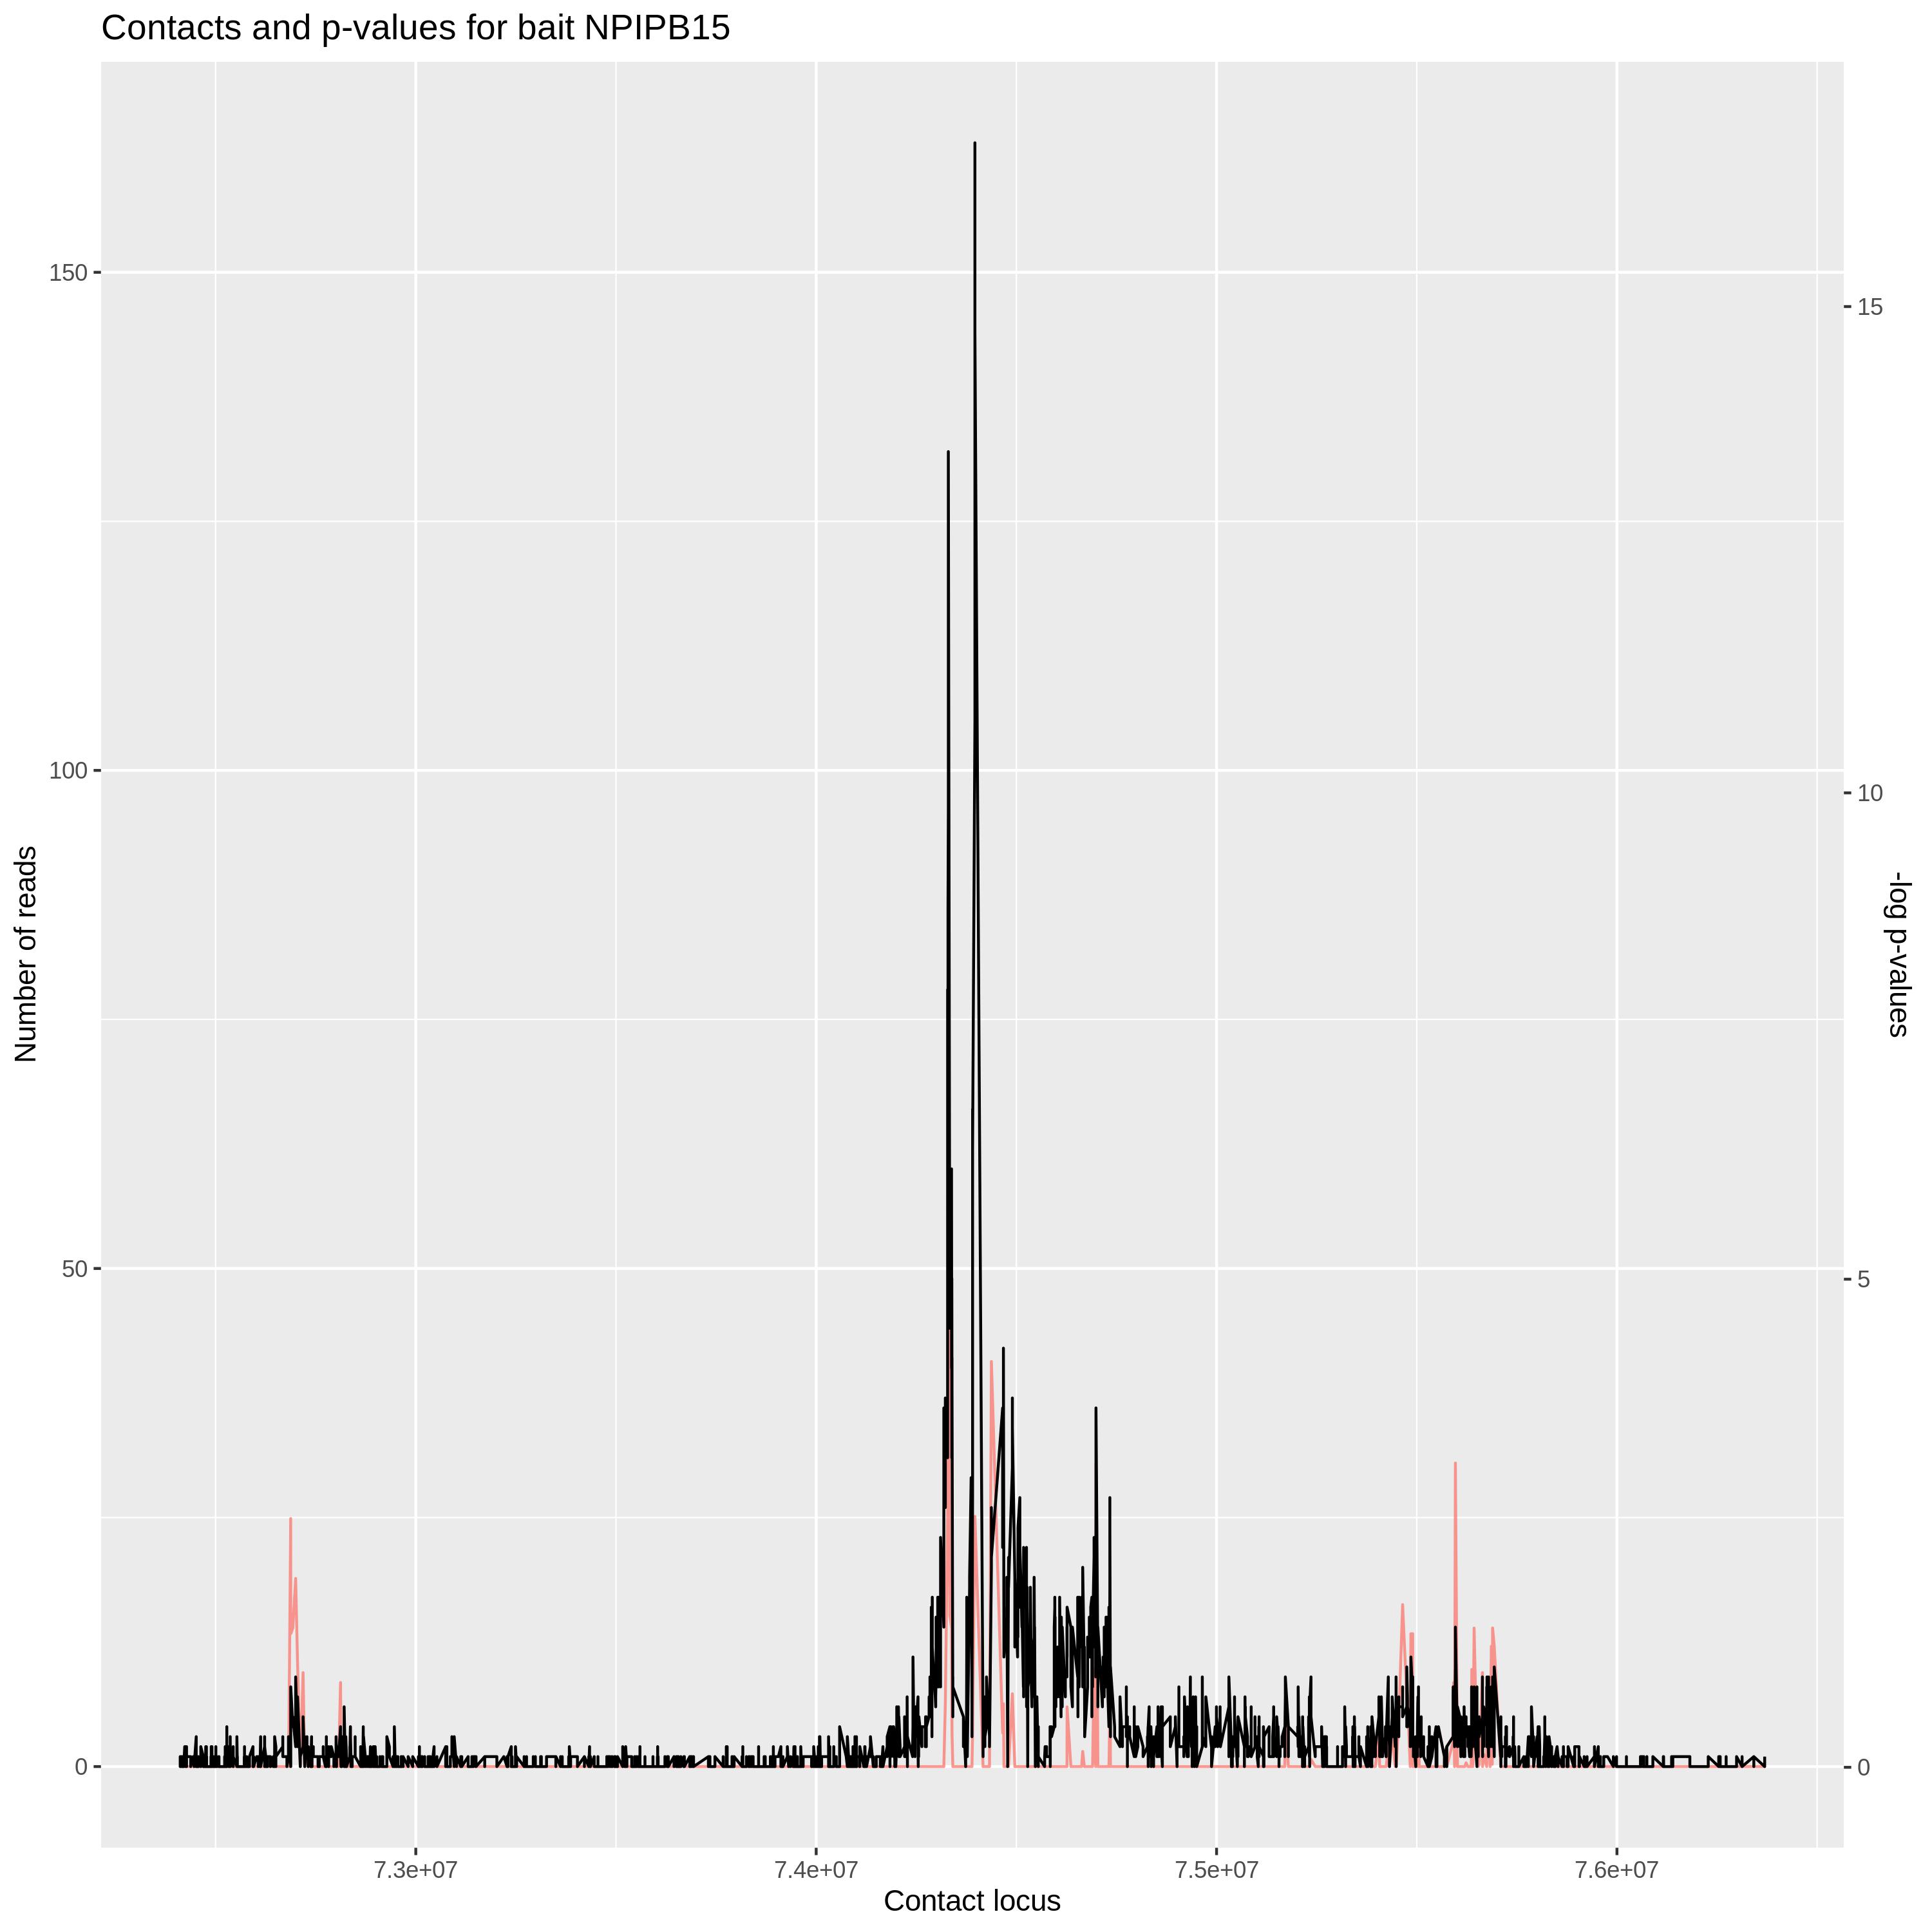 Contacts and p-values for bait NPIPB15
150
100
50
0
Number of reads
15
10
5
0
-log p-values
7.3e+07
7.4e+07
7.5e+07
7.6e+07
Contact locus